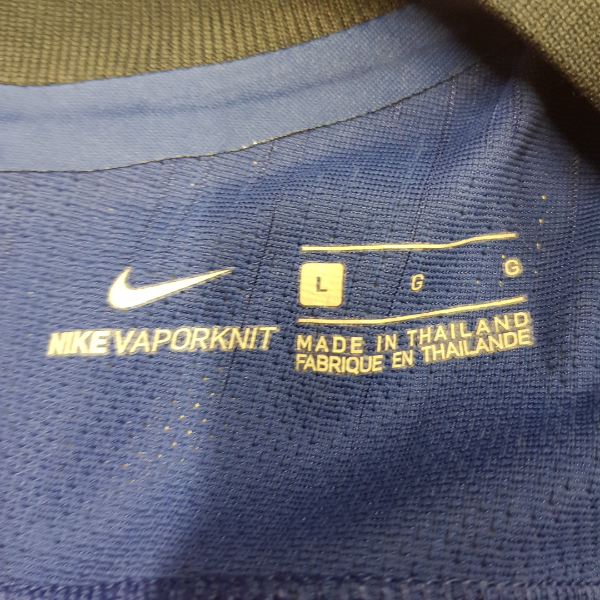 L G G
NIKE VAPORKNIT
MADE IN THAILAND
FABRIQUE EN THAILANDE